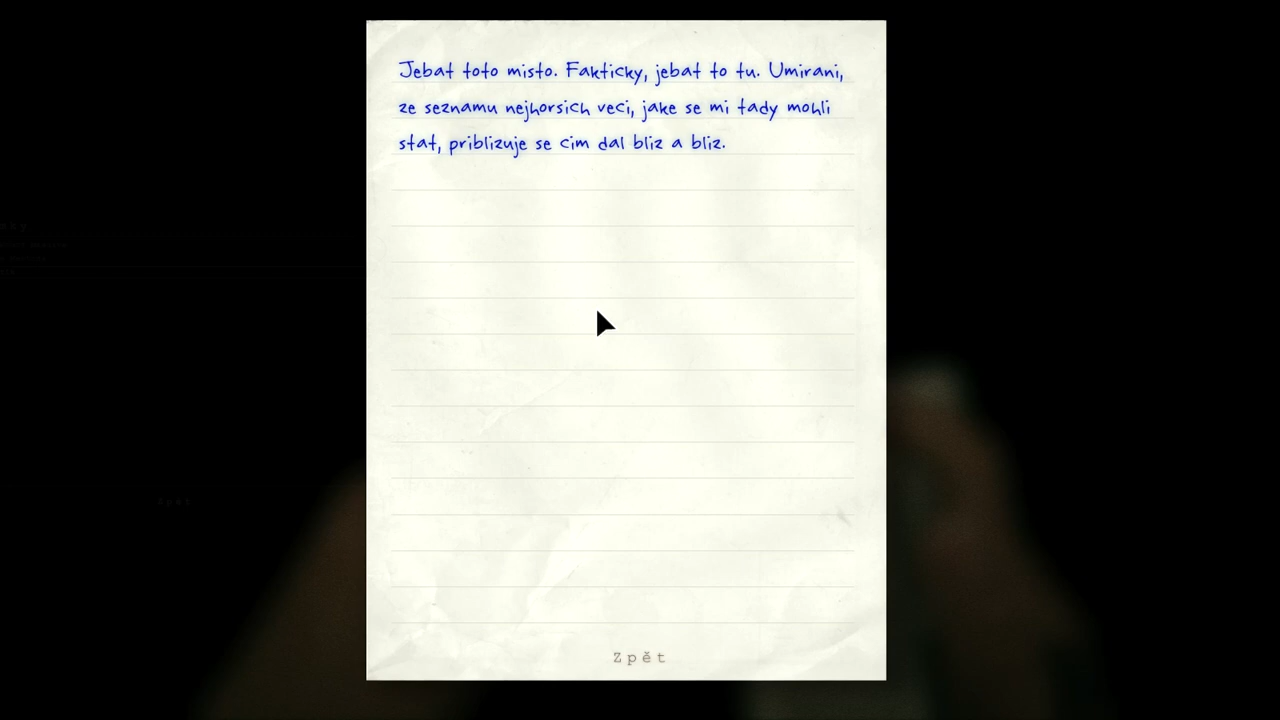 Jebat toto misto. Fakticky, jebat to tu. Umirani,
ze seznamu nejhorsich veci, jake se mi tady mohli
stat, priblizuje se cim dal bliz a bliz.
Zpět
Zpět